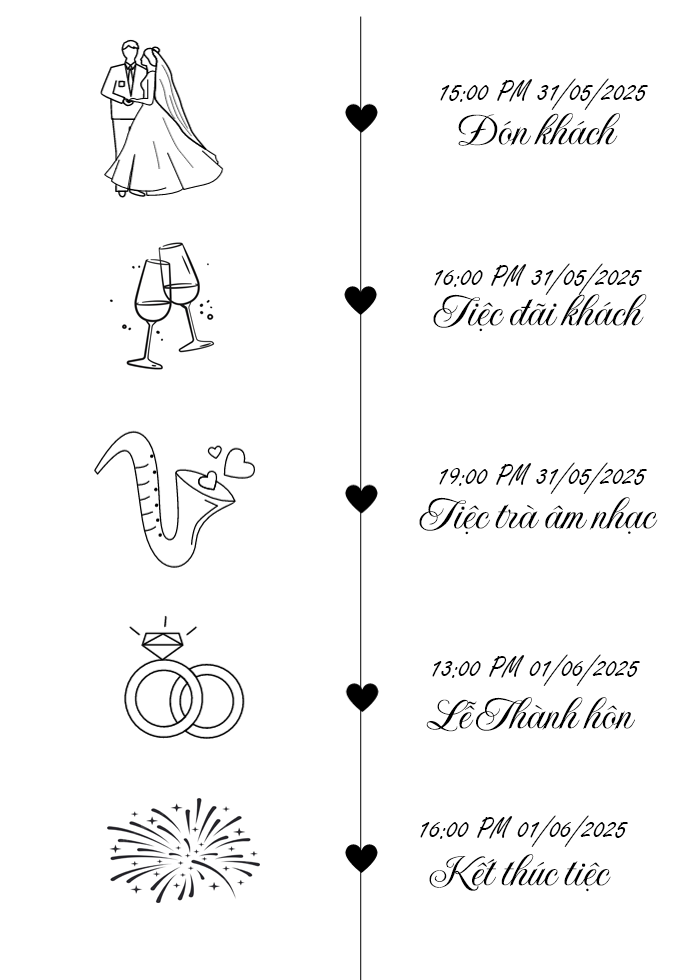 15:00 PM 31/05/2025
Đón khách
16:00 PM 31/05/2025
Tiệc đãi khách
19:00 PM 31/05/2025
Tiệc trà âm nhạc
13:00 PM 01/06/2025
Lễ Thành hôn
16:00 PM 01/06/2025
Kết thúc tiệc